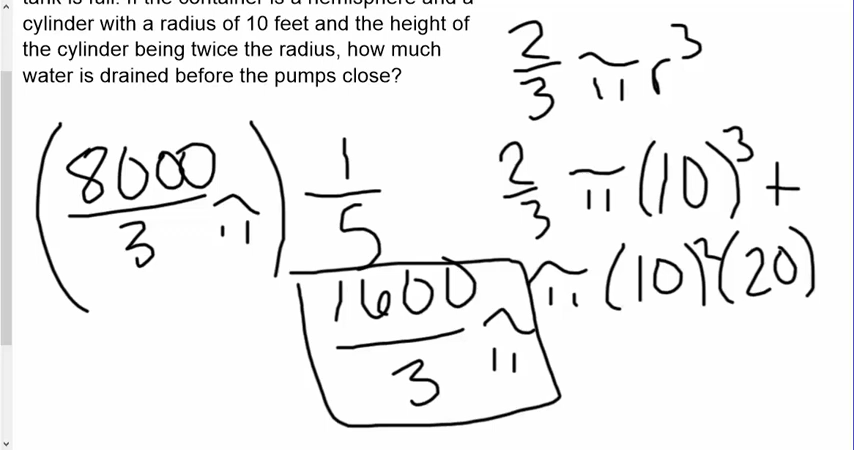 cylinder with a radius of 10 feet and the height of
the cylinder being twice the radius, how much
water is drained before the pumps close?
2/3 π r³
(8000/3 π) 1/5
2/3 π (10)³ +
π (10)² (20)
1600/3 π